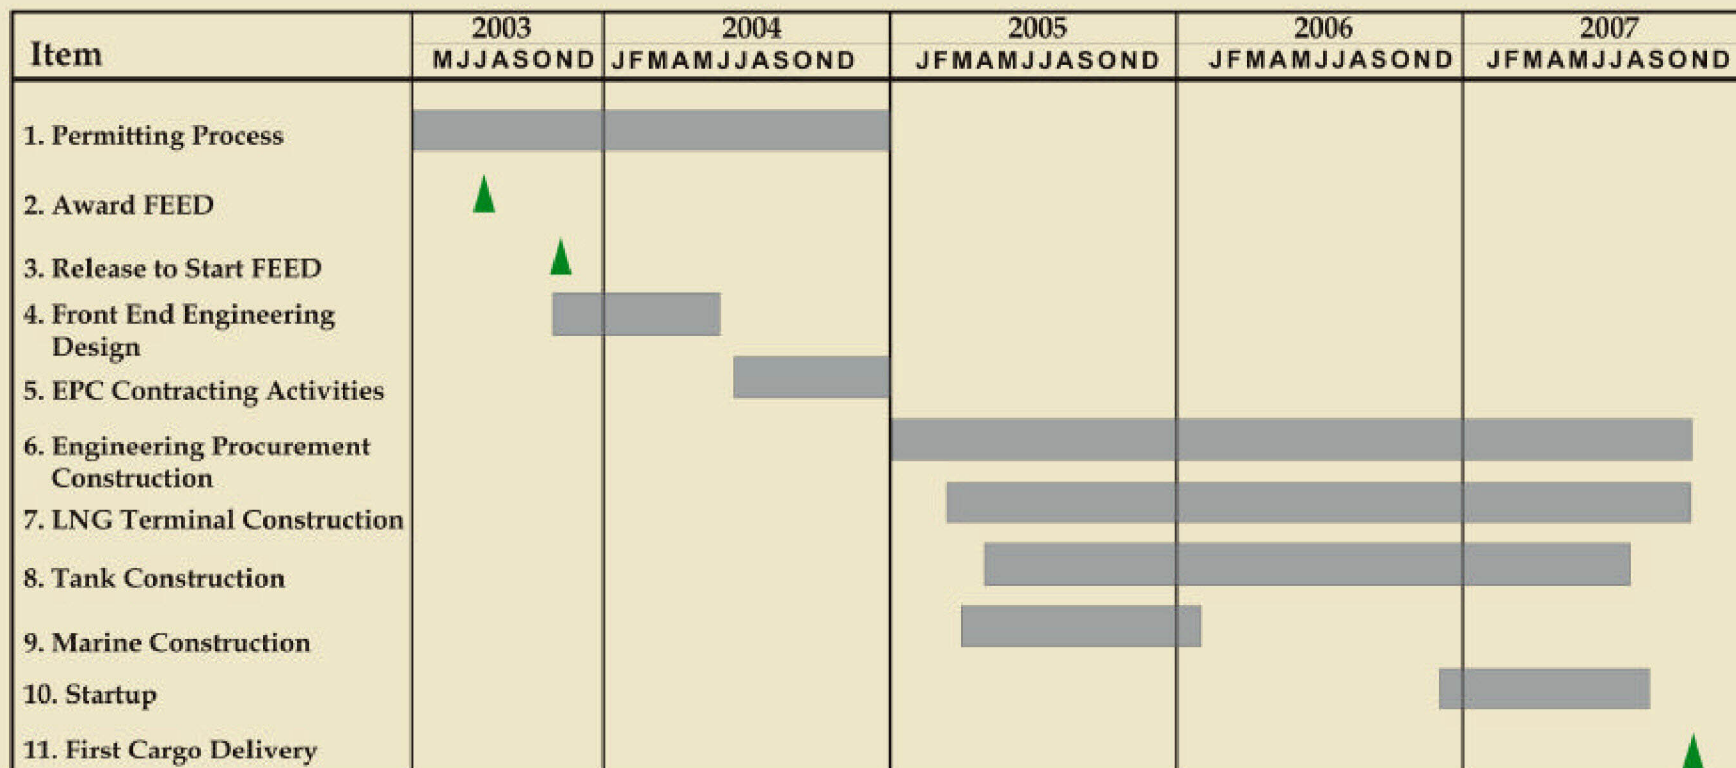 2003 2004 2005 2006 2007
Item MJJASOND JFMAMJJASOND JFMAMJJASOND JFMAMJJASOND JFMAMJJASOND
1. Permitting Process
2. Award FEED
3. Release to Start FEED
4. Front End Engineering
Design
5. EPC Contracting Activities
6. Engineering Procurement
Construction
7. LNG Terminal Construction
8. Tank Construction
9. Marine Construction
10. Startup
11. First Cargo Delivery